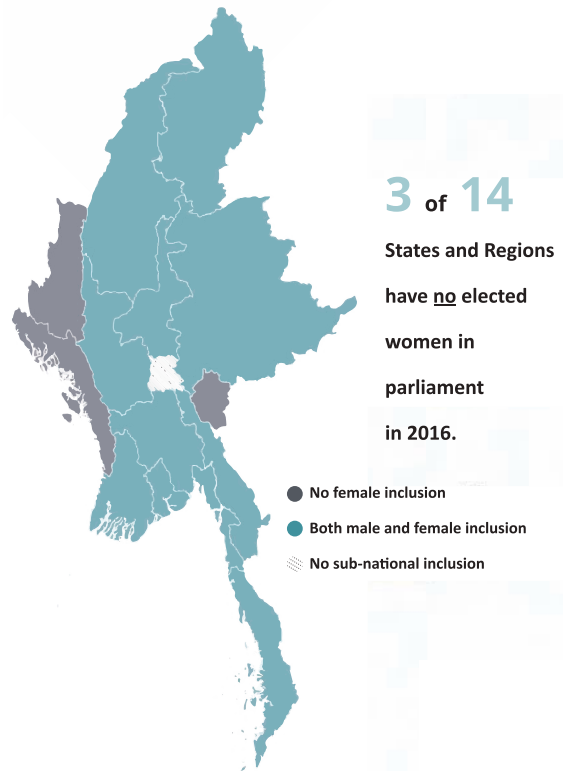 3 of 14
States and Regions
have no elected
women in
parliament
in 2016.
No female inclusion
Both male and female inclusion
No sub-national inclusion